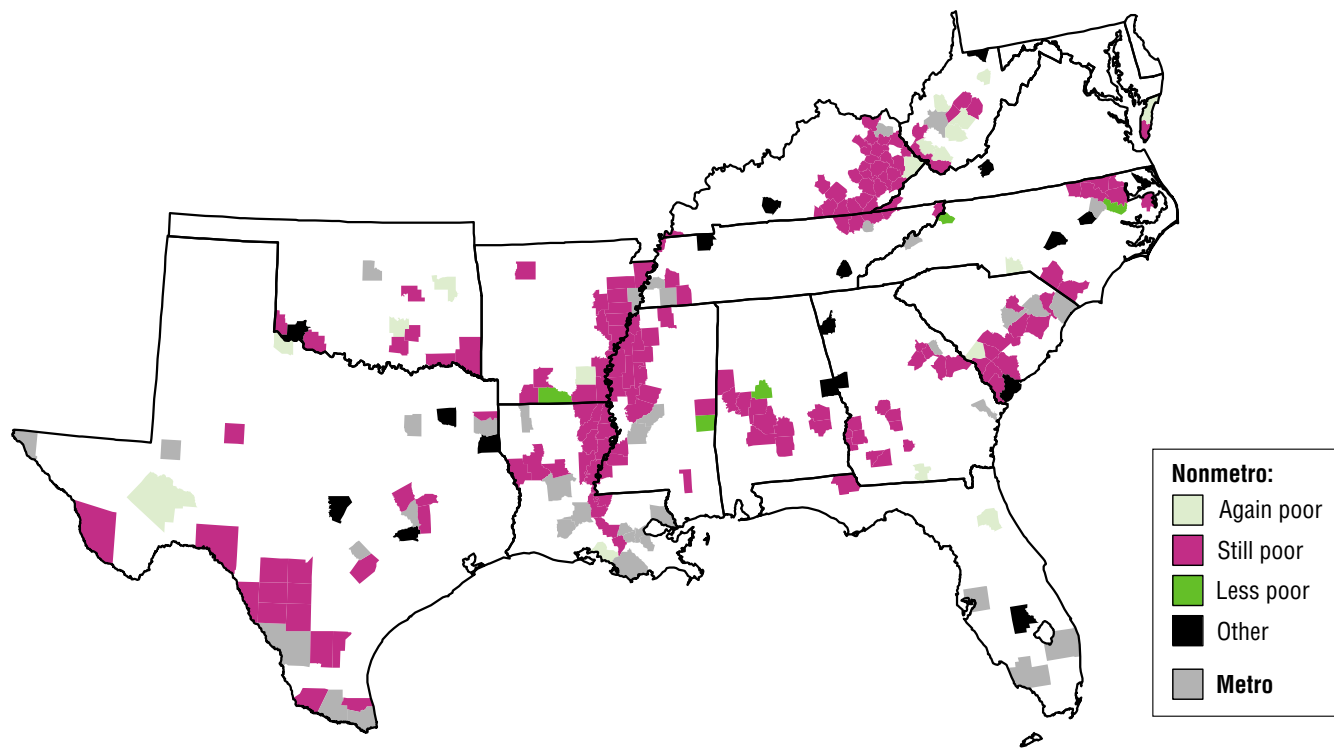 Nonmetro:
Again poor
Still poor
Less poor
Other
Metro